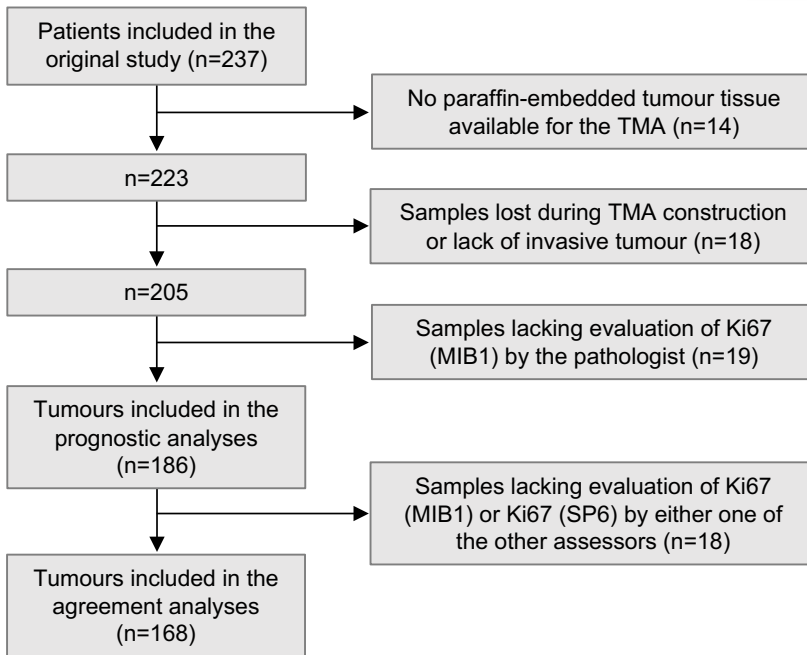 Patients included in the
original study (n=237)
No paraffin-embedded tumour tissue
available for the TMA (n=14)
n=223
Samples lost during TMA construction
or lack of invasive tumour (n=18)
n=205
Samples lacking evaluation of Ki67
(MIB1) by the pathologist (n=19)
Tumours included in the
prognostic analyses
(n=186)
Samples lacking evaluation of Ki67
(MIB1) or Ki67 (SP6) by either one of
the other assessors (n=18)
Tumours included in the
agreement analyses
(n=168)